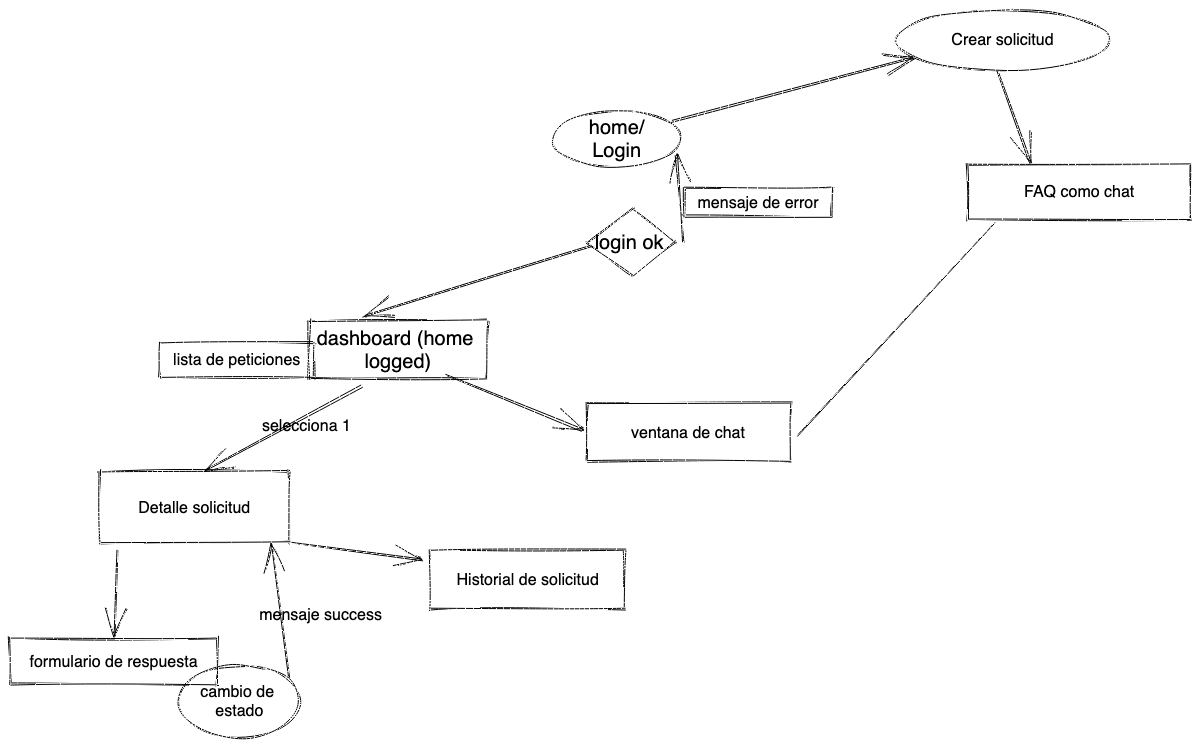 Crear solicitud
home/
Login
FAQ como chat
mensaje de error
login ok
dashboard (home
logged)
lista de peticiones
selecciona 1
ventana de chat
Detalle solicitud
Historial de solicitud
mensaje success
formulario de respuesta
cambio de
estado